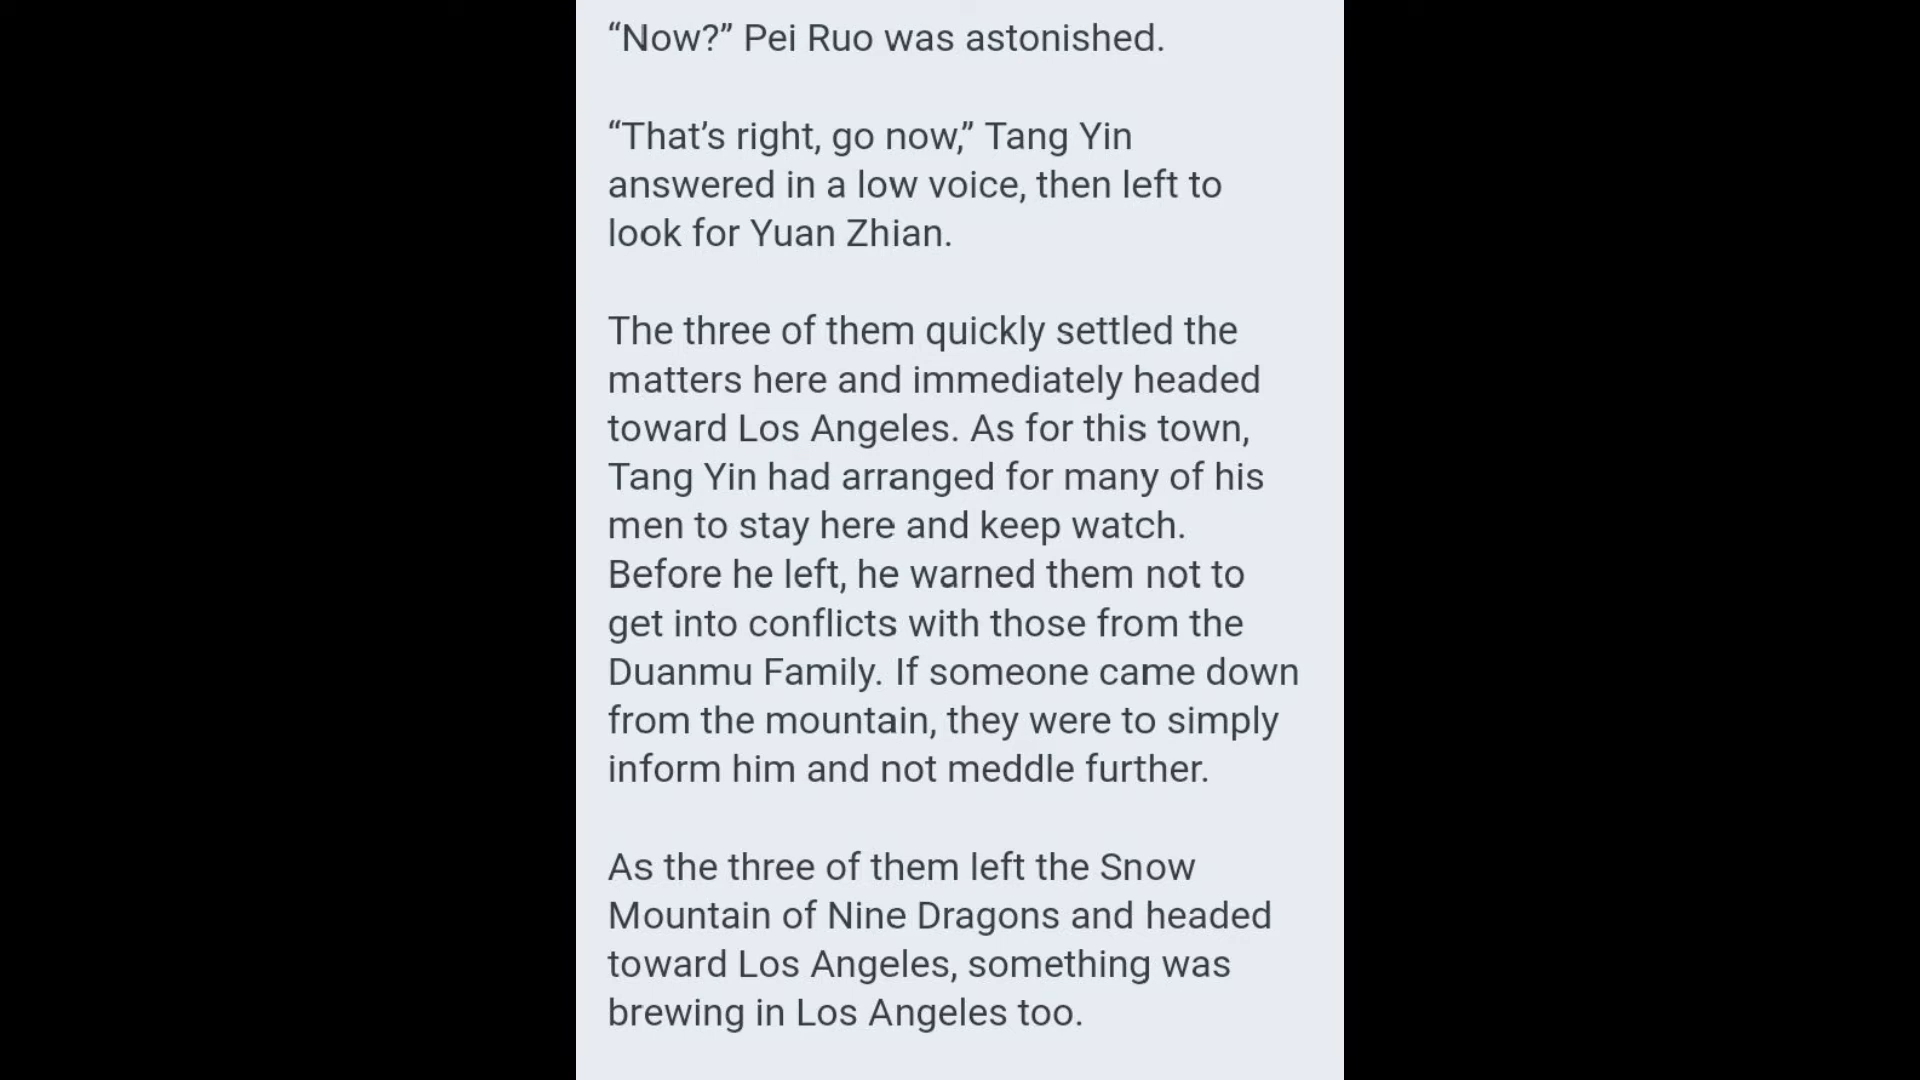 “Now?” Pei Ruo was astonished.
“That’s right, go now,” Tang Yin
answered in a low voice, then left to
look for Yuan Zhian.
The three of them quickly settled the
matters here and immediately headed
toward Los Angeles. As for this town,
Tang Yin had arranged for many of his
men to stay here and keep watch.
Before he left, he warned them not to
get into conflicts with those from the
Duanmu Family. If someone came down
from the mountain, they were to simply
inform him and not meddle further.
As the three of them left the Snow
Mountain of Nine Dragons and headed
toward Los Angeles, something was
brewing in Los Angeles too.